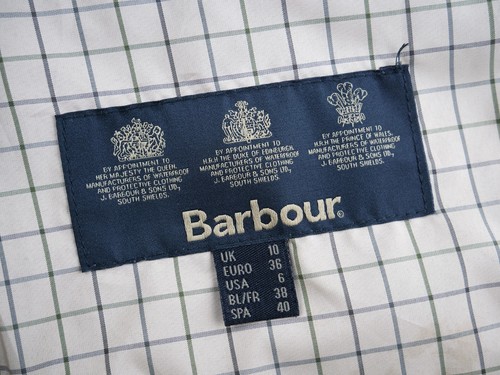 BY APPOINTMENT TO
HER MAJESTY THE QUEEN.
MANUFACTURERS OF WATERPROOF
AND PROTECTIVE CLOTHING
J. BARBOUR & SONS LTD,
SOUTH SHIELDS.
BY APPOINTMENT TO
H.R.H THE DUKE OF EDINBURGH
MANUFACTURERS OF WATERPROOF
AND PROTECTIVE CLOTHING
J. BARBOUR & SONS LTD,
SOUTH SHIELDS.
BY APPOINTMENT TO
H.R.H THE PRINCE OF WALES.
MANUFACTURERS OF WATERPROOF
AND PROTECTIVE CLOTHING
J. BARBOUR & SONS LTD,
SOUTH SHIELDS.
Barbour®
UK 10
EURO 36
USA 6
BL/FR 38
SPA 40